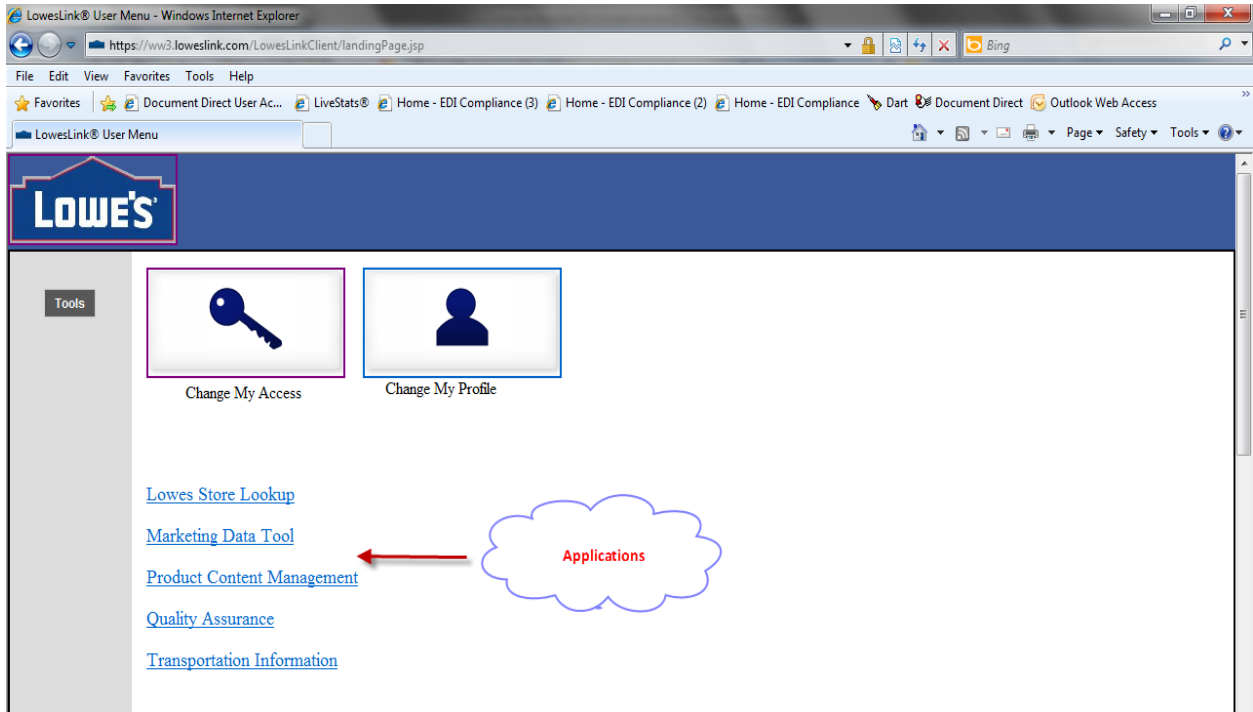 LowesLink® User Menu - Windows Internet Explorer
https://ww3.loweslink.com/LowesLinkClient/landingPage.jsp
Bing
File Edit View Favorites Tools Help
Favorites Document Direct User Ac... LiveStats® Home - EDI Compliance (3) Home - EDI Compliance (2) Home - EDI Compliance Dart Document Direct Outlook Web Access
LowesLink® User Menu
Page Safety Tools
LOWE'S
Tools
Change My Access
Change My Profile
Lowes Store Lookup
Marketing Data Tool
Applications
Product Content Management
Quality Assurance
Transportation Information